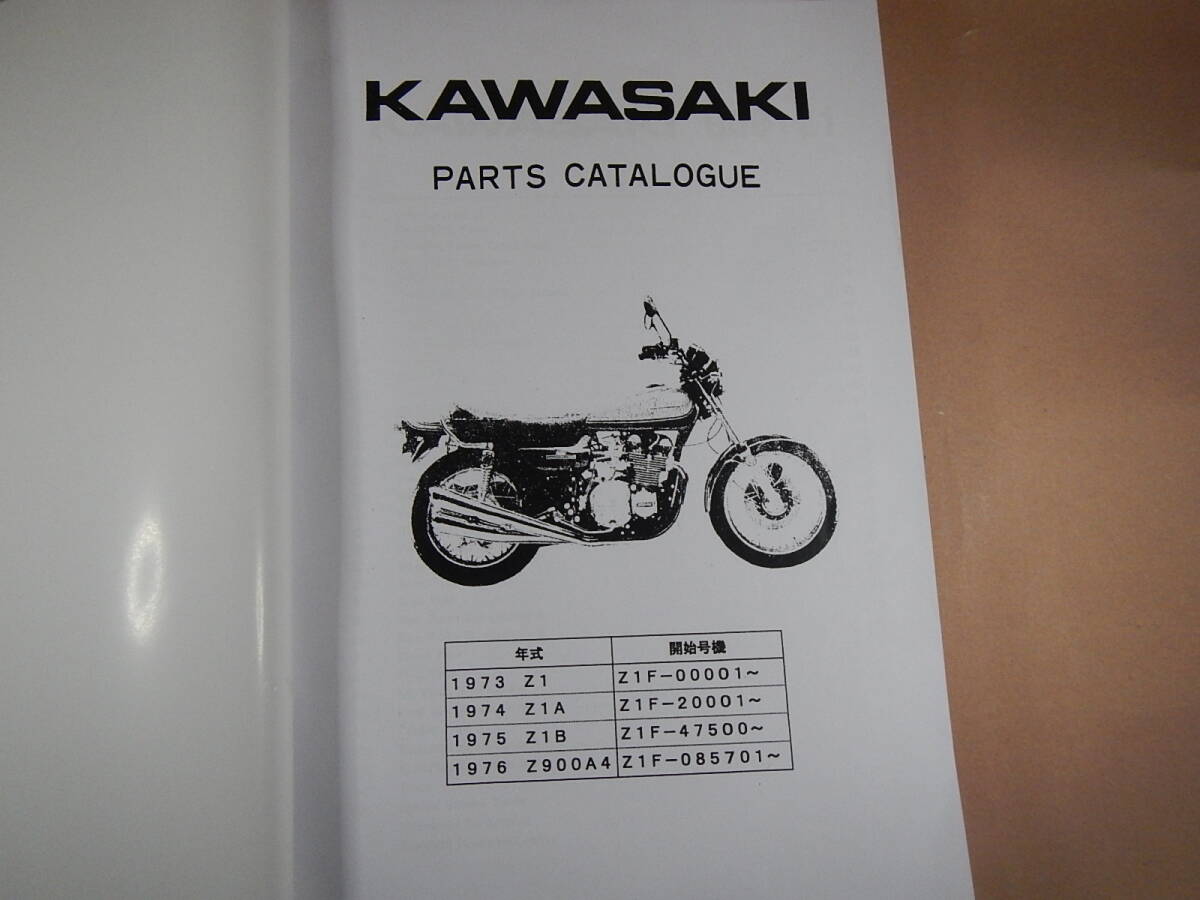 KAWASAKI
PARTS CATALOGUE
年式 開始号機
1973 Z1 Z1F-00001~
1974 Z1A Z1F-20001~
1975 Z1B Z1F-47500~
1976 Z900A4 Z1F-085701~